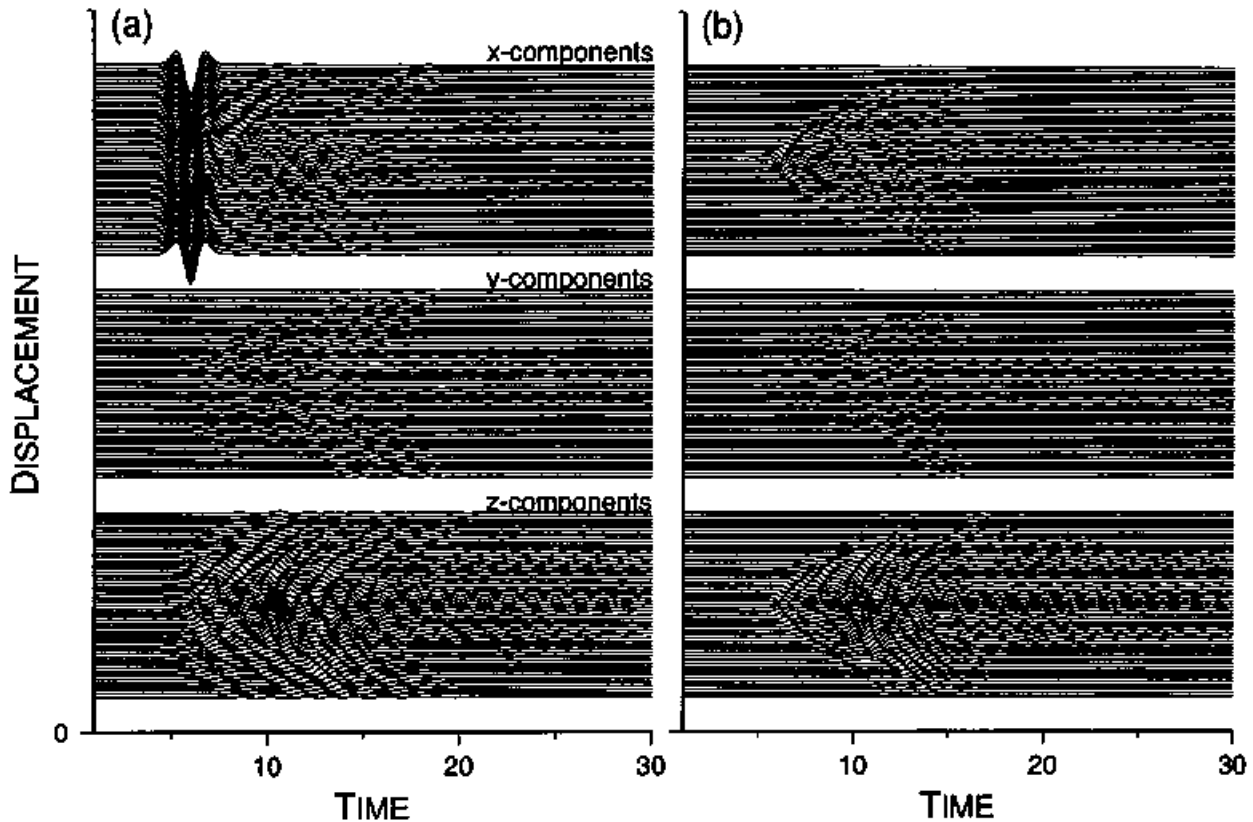 (a)
(b)
x-components
y-components
z-components
DISPLACEMENT
0
10
20
30
10
20
30
TIME
TIME